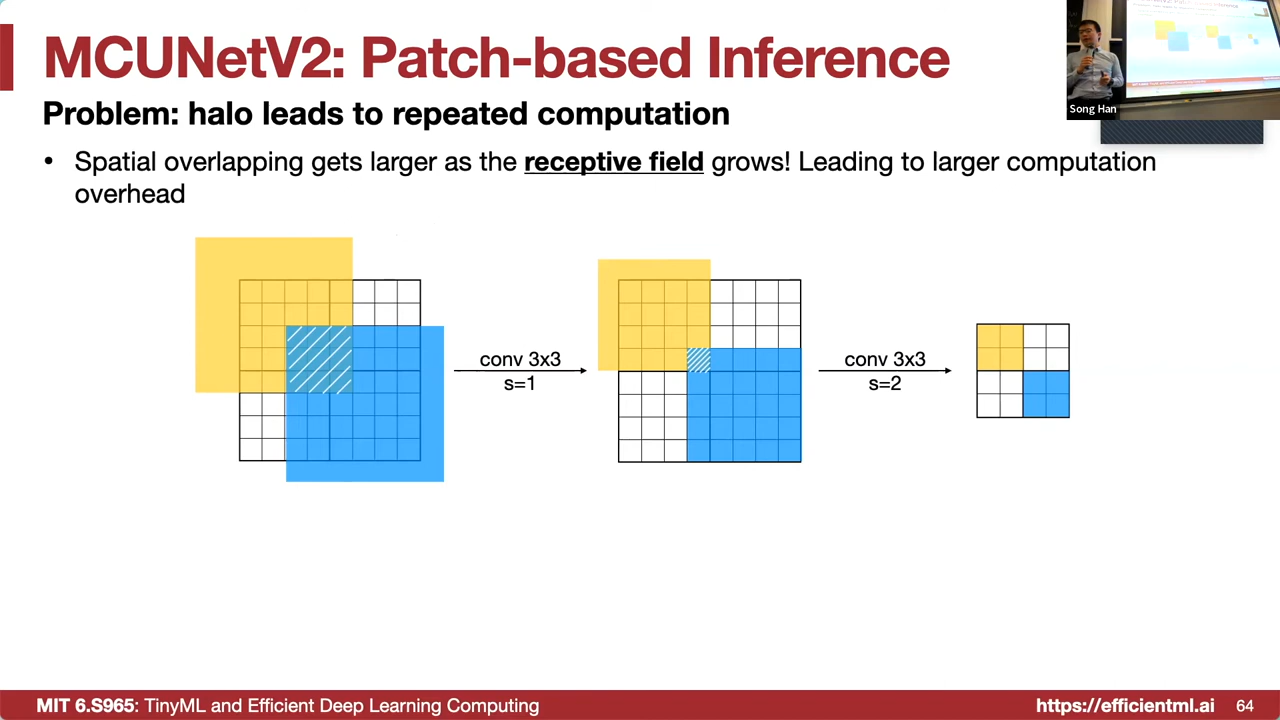 MCUNetV2: Patch-based Inference
Problem: halo leads to repeated computation
• Spatial overlapping gets larger as the receptive field grows! Leading to larger computation
overhead
conv 3x3
s=1
conv 3x3
s=2
Song Han
MIT 6.S965: TinyML and Efficient Deep Learning Computing
https://efficientml.ai
64